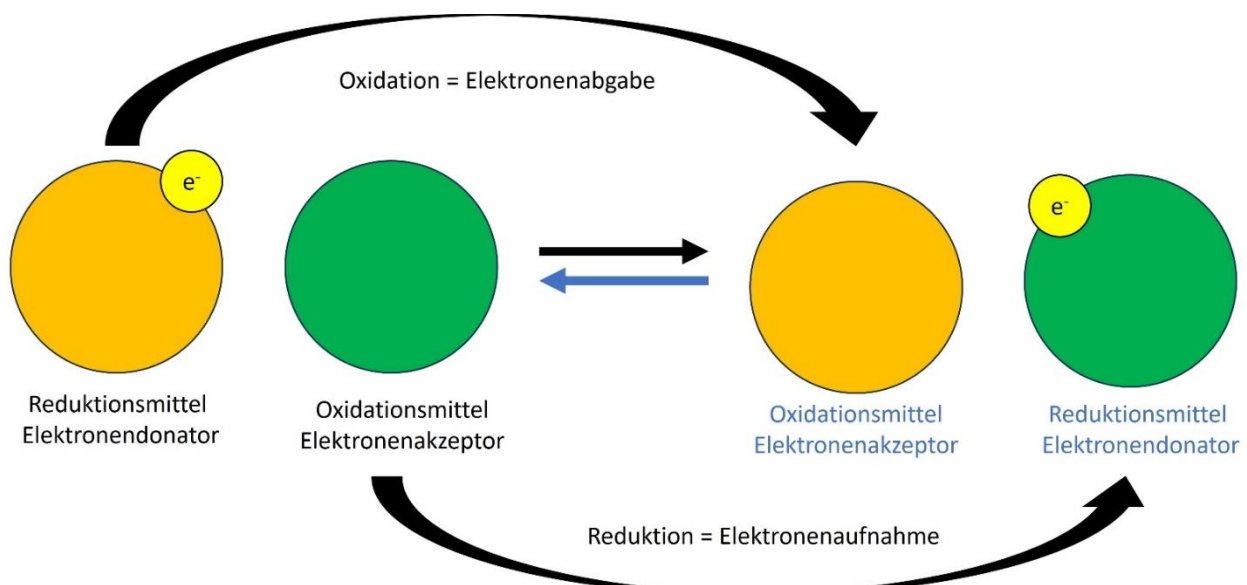 Oxidation = Elektronenabgabe
e⁻
e⁻
Reduktionsmittel
Elektronendonator
Oxidationsmittel
Elektronenakzeptor
Oxidationsmittel
Elektronenakzeptor
Reduktionsmittel
Elektronendonator
Reduktion = Elektronenaufnahme